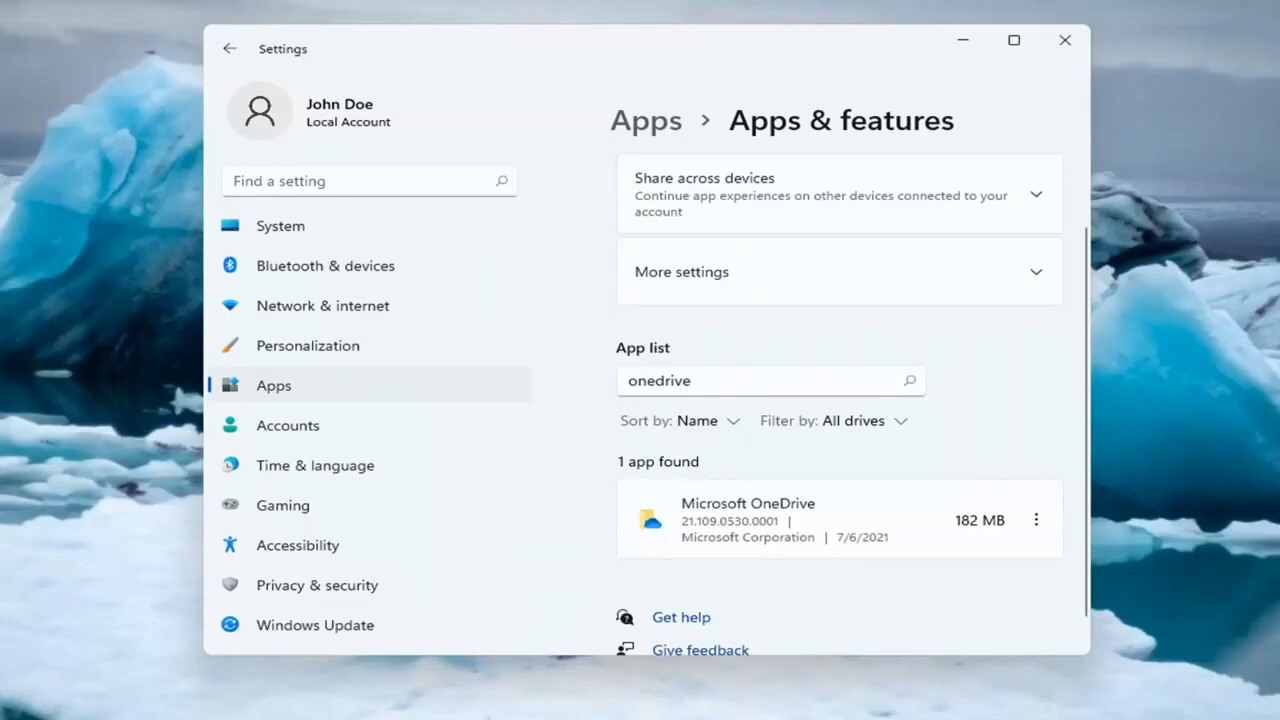 Settings
John Doe
Local Account
Find a setting
System
Bluetooth & devices
Network & internet
Personalization
Apps
Accounts
Time & language
Gaming
Accessibility
Privacy & security
Windows Update
Apps > Apps & features
Share across devices
Continue app experiences on other devices connected to your
account
More settings
App list
onedrive
Sort by: Name Filter by: All drives
1 app found
Microsoft OneDrive
21.109.0530.0001 |
Microsoft Corporation | 7/6/2021
182 MB
Get help
Give feedback